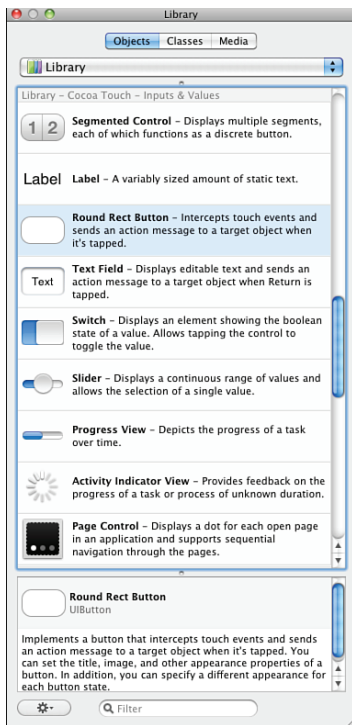 Library
Objects Classes Media
Library
Library – Cocoa Touch – Inputs & Values
1 2
Segmented Control – Displays multiple segments,
each of which functions as a discrete button.
Label
Label – A variably sized amount of static text.
Round Rect Button – Intercepts touch events and
sends an action message to a target object when
it's tapped.
Text
Text Field – Displays editable text and sends an
action message to a target object when Return is
tapped.
Switch – Displays an element showing the boolean
state of a value. Allows tapping the control to
toggle the value.
Slider – Displays a continuous range of values and
allows the selection of a single value.
Progress View – Depicts the progress of a task
over time.
Activity Indicator View – Provides feedback on the
progress of a task or process of unknown duration.
Page Control – Displays a dot for each open page
in an application and supports sequential
navigation through the pages.
Round Rect Button
UIButton
Implements a button that intercepts touch events and sends
an action message to a target object when it's tapped. You
can set the title, image, and other appearance properties of a
button. In addition, you can specify a different appearance for
each button state.
Filter